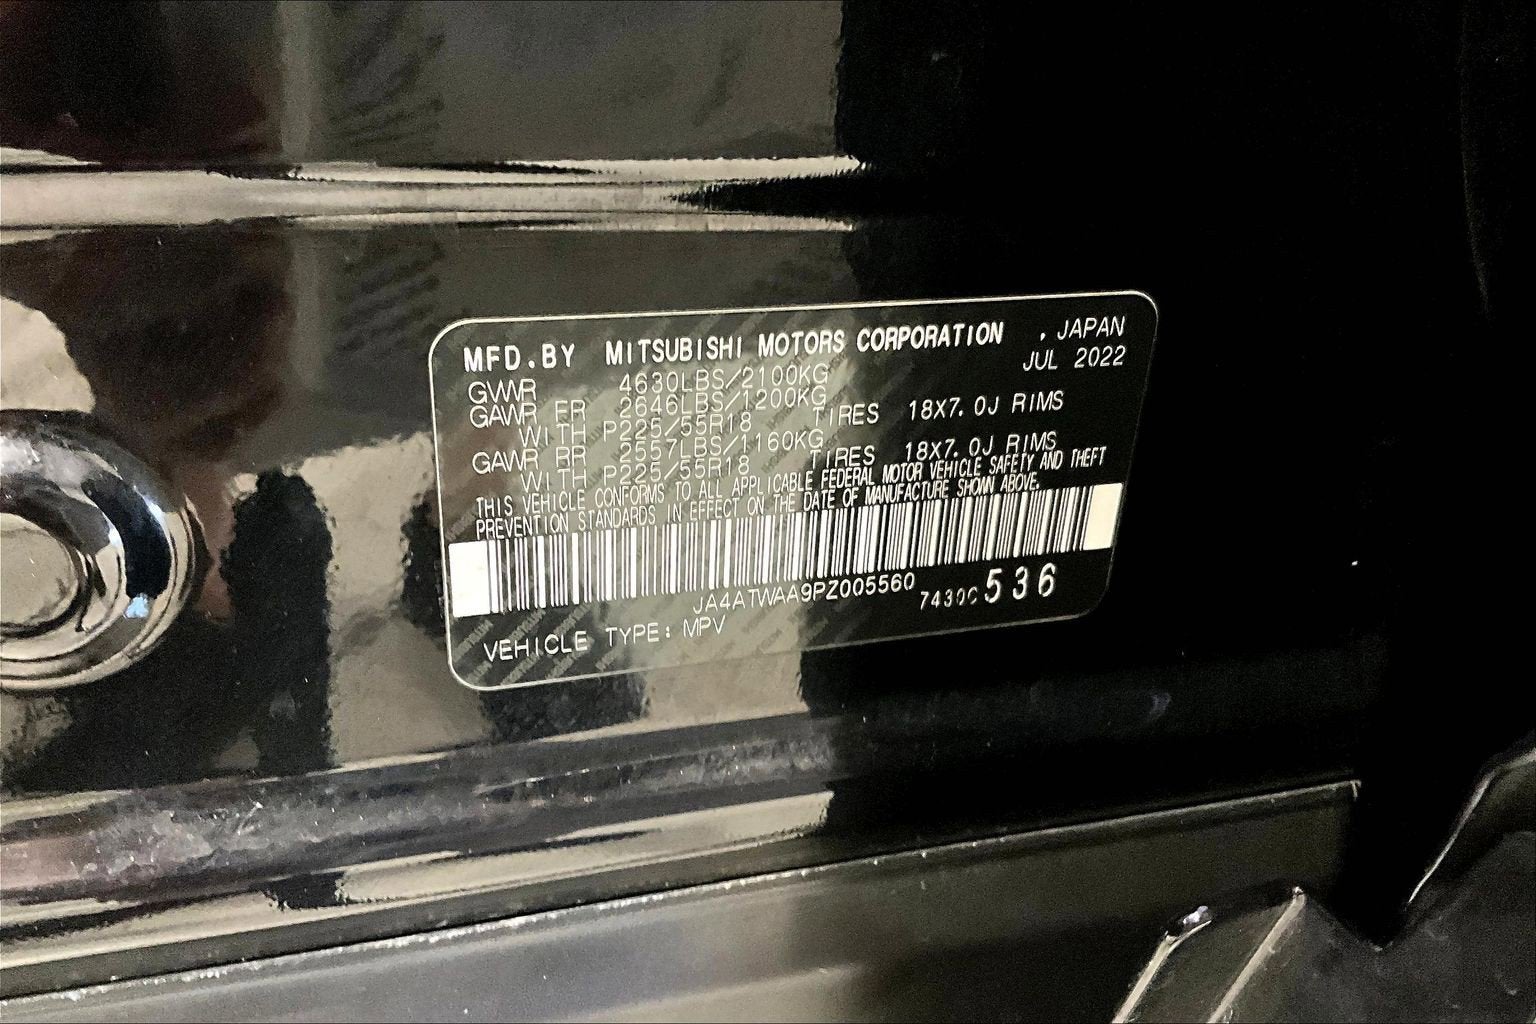 MFD.BY MITSUBISHI MOTORS CORPORATION . JAPAN
JUL 2022
GVWR 4630LBS/2100KG
GAWR FR 2646LBS/1200KG
WITH P225/55R18 TIRES 18X7.0J RIMS
GAWR RR 2557LBS/1160KG
WITH P225/55R18 TIRES 18X7.0J RIMS
THIS VEHICLE CONFORMS TO ALL APPLICABLE FEDERAL MOTOR VEHICLE SAFETY AND THEFT
PREVENTION STANDARDS IN EFFECT ON THE DATE OF MANUFACTURE SHOWN ABOVE.
JA4ATWAA9PZ005560 7430C 536
VEHICLE TYPE: MPV